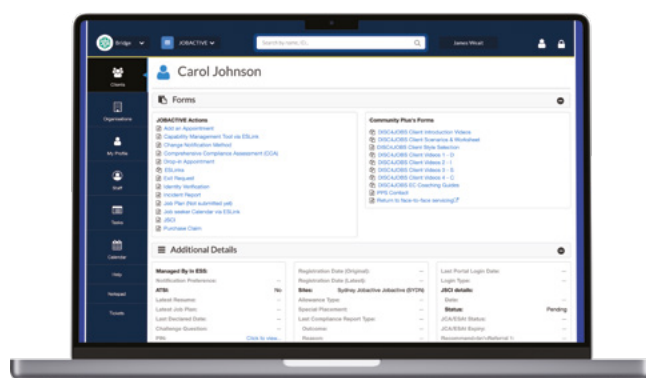 Bridge
JOBACTIVE
Search by name, ID...
James Wyatt
Clients
Organisations
My Profile
Staff
Tasks
Calendar
Help
Notepad
Tickets
Carol Johnson
Forms
JOBACTIVE Actions
Add an Appointment
Capability Management Tool via ESLink
Change Notification Method
Comprehensive Compliance Assessment (CCA)
Drop-in Appointment
ESLinks
Exit Request
Identity Verification
Incident Report
Job Plan (Not submitted yet)
Job seeker Calendar via ESLink
JSCI
Purchase Claim
Community Plus's Forms
DISC4JOBS Client Introduction Videos
DISC4JOBS Client Scenarios & Worksheet
DISC4JOBS Client Style Selection
DISC4JOBS Client Videos 1 - D
DISC4JOBS Client Videos 2 - I
DISC4JOBS Client Videos 3 - S
DISC4JOBS Client Videos 4 - C
DISC4JOBS EC Coaching Guides
PPS Contact
Return to face-to-face servicing
Additional Details
Managed By in ESS:
Notification Preference: --
ATSI: No
Latest Resume: --
Latest Job Plan: --
Last Declared Date: --
Challenge Question: --
PIN: Click to view...
Registration Date (Original): --
Registration Date (Latest): --
Sites: Sydney Jobactive Jobactive (SYDN)
Allowance Type: --
Special Placement: --
Last Compliance Report Type: --
Outcome: --
Reason: --
Last Portal Login Date: --
Login Type: --
JSCI details:
Date: --
Status: Pending
JCA/ESAt Status: --
JCA/ESAt Expiry: --